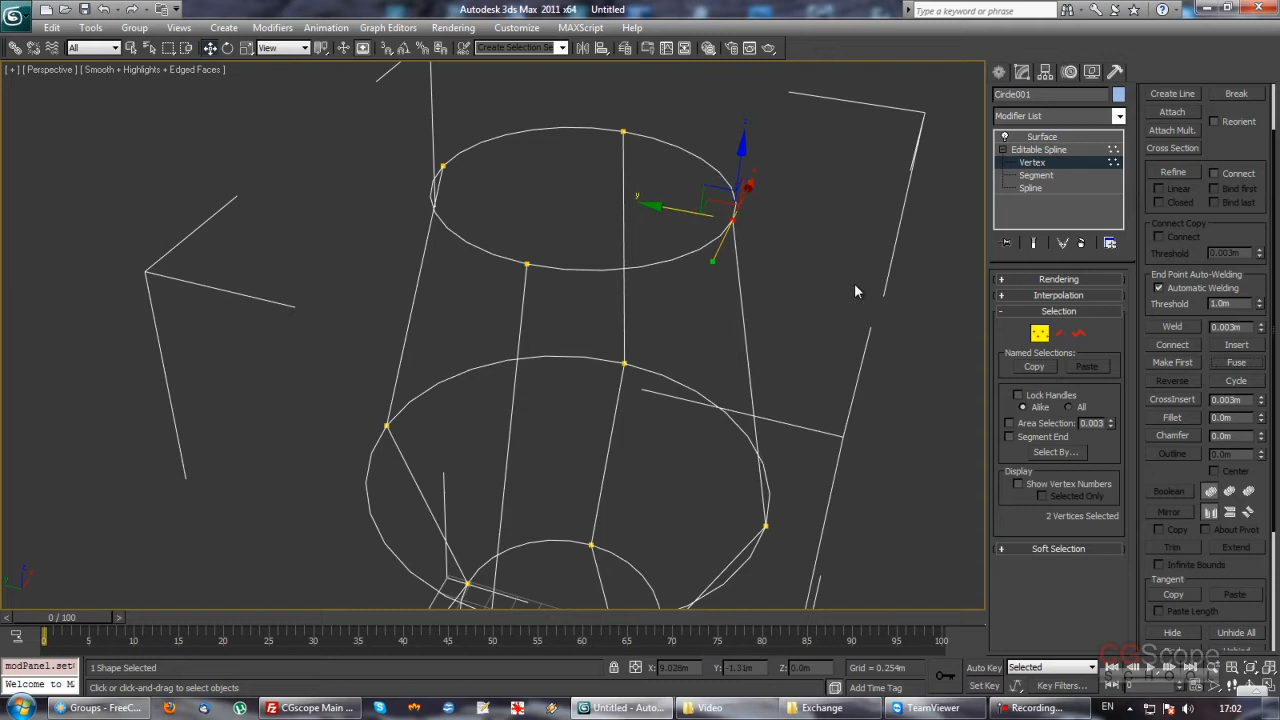 Autodesk 3ds Max 2011 x64 Untitled
Type a keyword or phrase
Edit Tools Group Views Create Modifiers Animation Graph Editors Rendering Customize MAXScript Help
All View Create Selection Se
[ + ] [ Perspective ] [ Smooth + Highlights + Edged Faces ]
Circle001
Modifier List
Surface
Editable Spline
Vertex
Segment
Spline
+ Rendering
+ Interpolation
- Selection
Named Selections:
Copy Paste
Lock Handles
Alike All
Area Selection: 0.003
Segment End
Select By...
Display
Show Vertex Numbers
Selected Only
2 Vertices Selected
+ Soft Selection
Create Line Break
Attach Reorient
Attach Mult.
Cross Section
Refine Connect
Linear Bind first
Closed Bind last
Connect Copy
Connect
Threshold 0.003m
End Point Auto-Welding
Automatic Welding
Threshold 1.0m
Weld 0.003m
Connect Insert
Make First Fuse
Reverse Cycle
CrossInsert 0.003m
Fillet 0.0m
Chamfer 0.0m
Outline 0.0m
Center
Boolean
Mirror
Copy About Pivot
Trim Extend
Infinite Bounds
Tangent
Copy Paste
Paste Length
Hide Unhide All
y
z
x
0 / 100
0 5 10 15 20 25 30 35 40 45 50 55 60 65 70 75 80 85 90 95 100
modPanel.set
Welcome to M
1 Shape Selected
X: 9.028m Y: -1.31m Z: 0.0m Grid = 0.254m
Click or click-and-drag to select objects
Add Time Tag
Auto Key Selected
Set Key Key Filters...
0
CGScope
school
Groups - FreeC... CGscope Main ... Untitled - Auto... Video Exchange TeamViewer Recording... EN 17:02